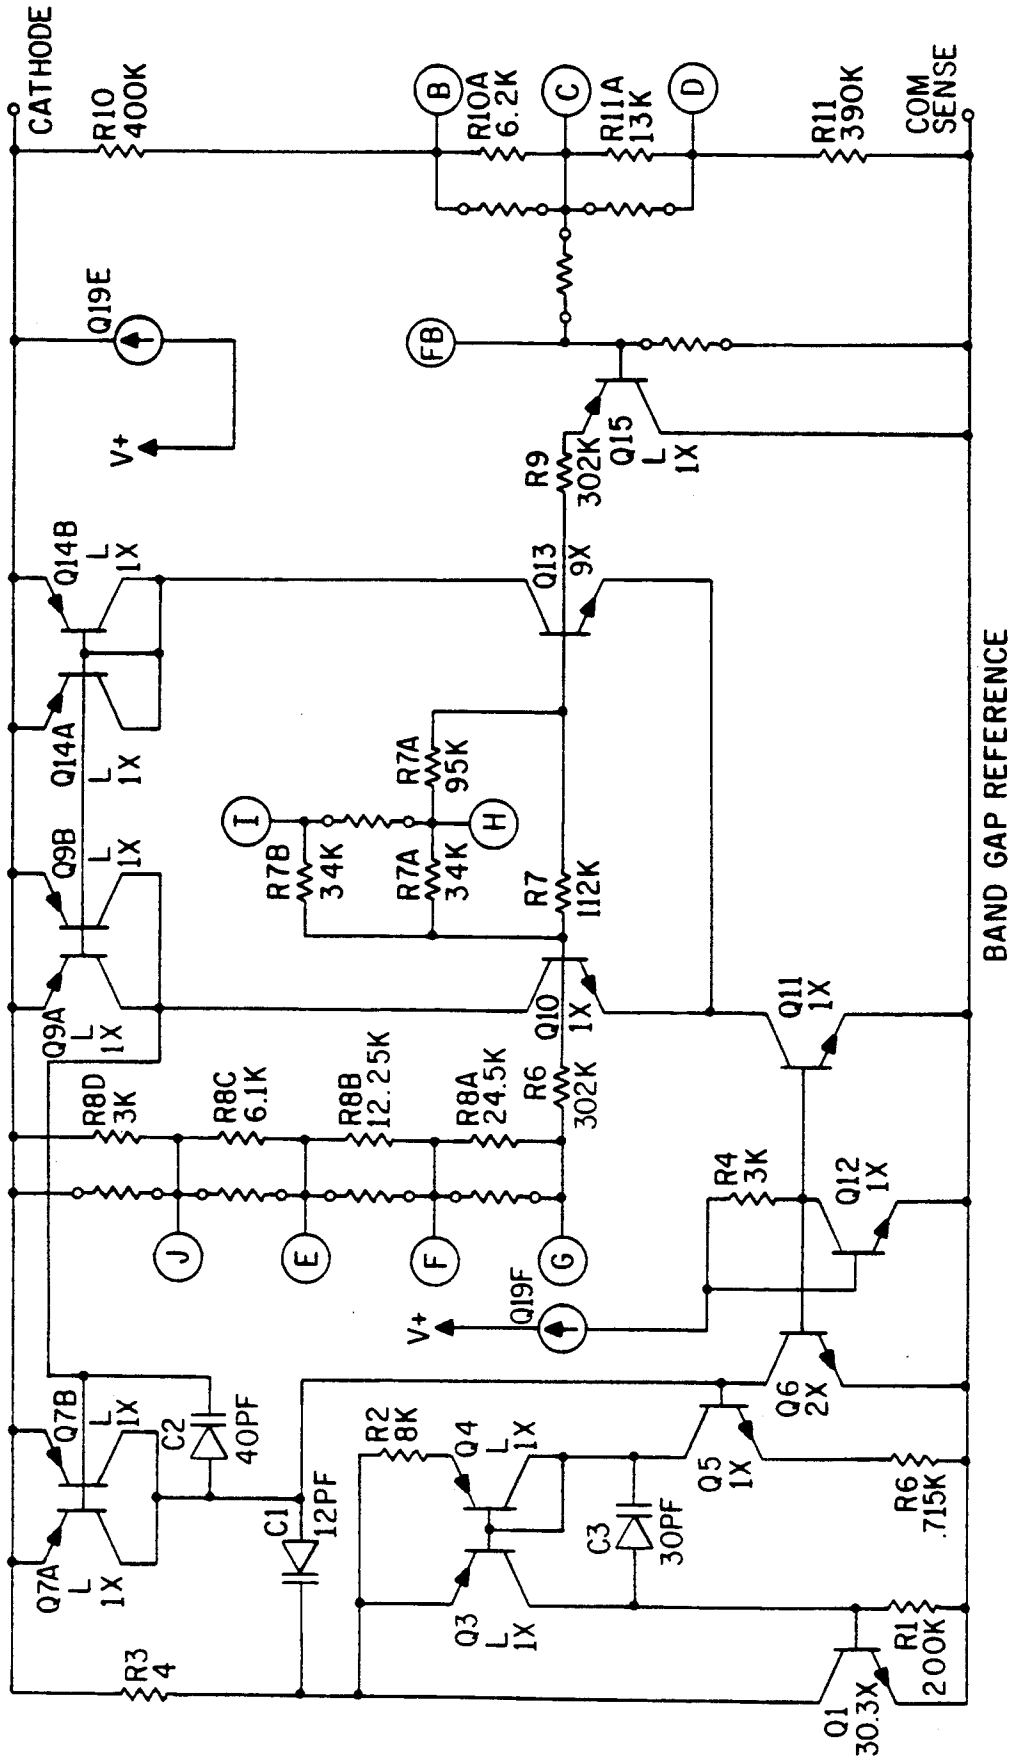 CATHODE
R10
400K
B
R10A
6.2K
C
R11A
13K
D
R11
390K
COM
SENSE
Q19E
V+
FB
R9
302K
Q15
L
1X
Q14B
L
1X
Q13
9X
Q14A
L
1X
R7A
95K
I
H
R7B
34K
R7A
34K
R7
112K
Q9B
L
1X
Q9A
L
1X
Q10
1X
Q11
1X
R8D
3K
R8C
6.1K
R8B
12.25K
R8A
24.5K
R6
302K
J
E
F
G
R4
3K
Q12
1X
V+
Q19F
Q7B
L
1X
C2
40PF
Q7A
L
1X
C1
12PF
R2
8K
Q4
L
1X
Q6
2X
Q5
1X
R6
.715K
C3
30PF
Q3
L
1X
R3
4
R1
200K
Q1
30.3X
BAND GAP REFERENCE